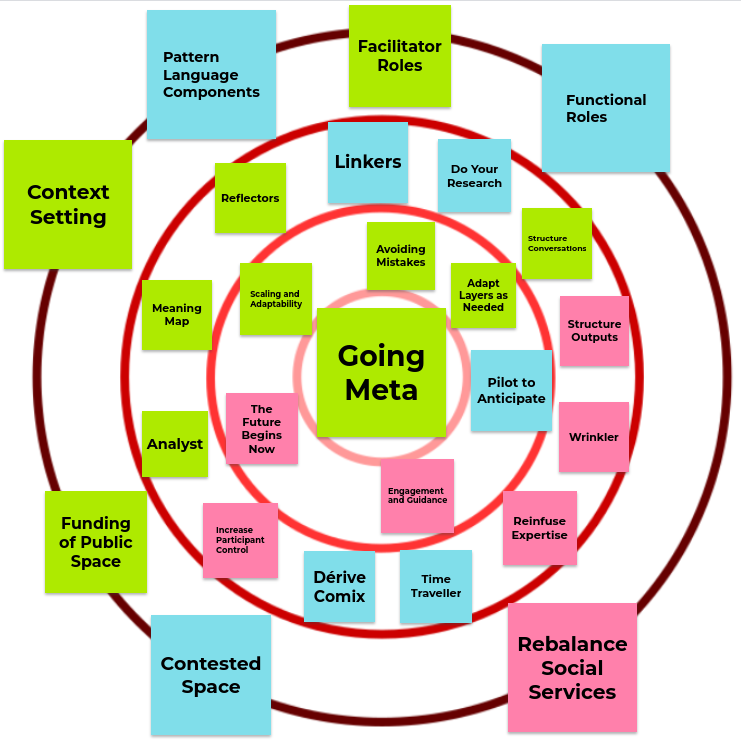 Pattern
Language
Components
Facilitator
Roles
Functional
Roles
Context
Setting
Linkers
Do Your
Research
Reflectors
Structure
Conversations
Avoiding
Mistakes
Scaling and
Adaptability
Adapt
Layers as
Needed
Meaning
Map
Structure
Outputs
Going
Meta
Pilot to
Anticipate
The
Future
Begins
Now
Analyst
Wrinkler
Engagement
and Guidance
Funding
of Public
Space
Increase
Participant
Control
Reinfuse
Expertise
Dérive
Comix
Time
Traveller
Contested
Space
Rebalance
Social
Services